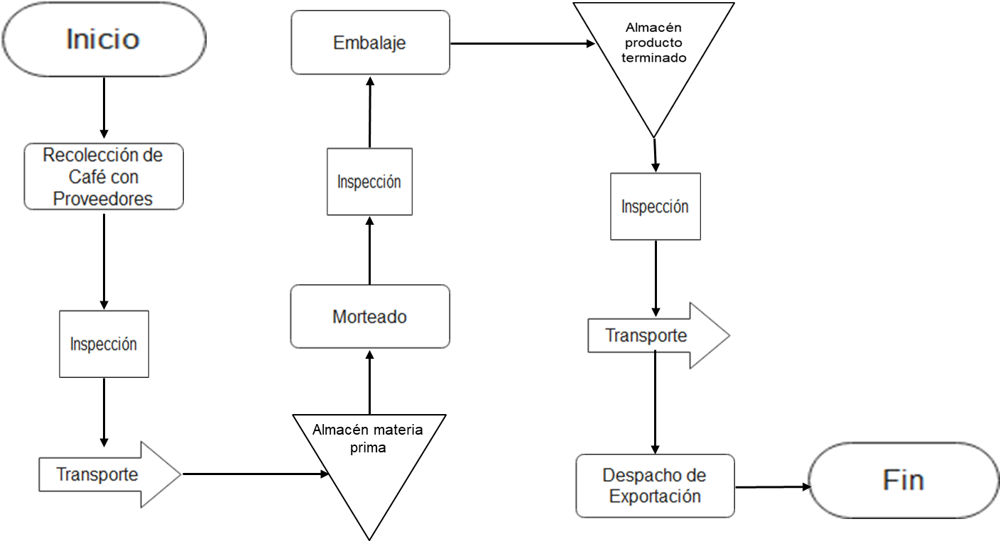 Inicio
Recolección de
Café con
Proveedores
Inspección
Transporte
Almacén materia
prima
Morteado
Inspección
Embalaje
Almacén
producto
terminado
Inspección
Transporte
Despacho de
Exportación
Fin